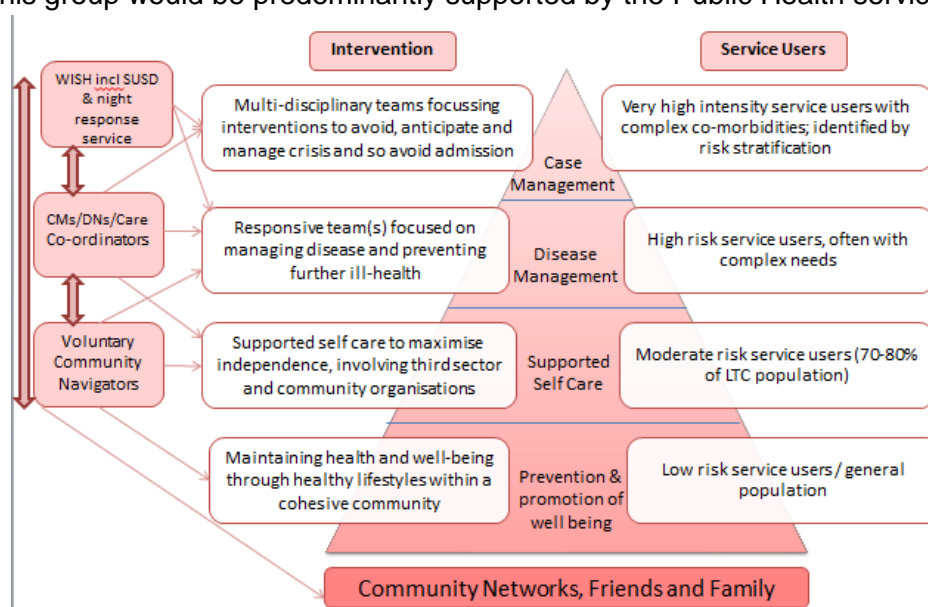 his group would be predominantly supported by the Public Health servic
Intervention
Service Users
WISH incl SUSD
& night
response
service
Multi-disciplinary teams focussing
interventions to avoid, anticipate and
manage crisis and so avoid admission
Case
Management
Very high intensity service users with
complex co-morbidities; identified by
risk stratification
CMs/DNs/Care
Co-ordinators
Responsive team(s) focused on
managing disease and preventing
further ill-health
Disease
Management
High risk service users, often with
complex needs
Voluntary
Community
Navigators
Supported self care to maximise
independence, involving third sector
and community organisations
Supported
Self Care
Moderate risk service users (70-80%
of LTC population)
Maintaining health and well-being
through healthy lifestyles within a
cohesive community
Prevention &
promotion of
well being
Low risk service users / general
population
Community Networks, Friends and Family